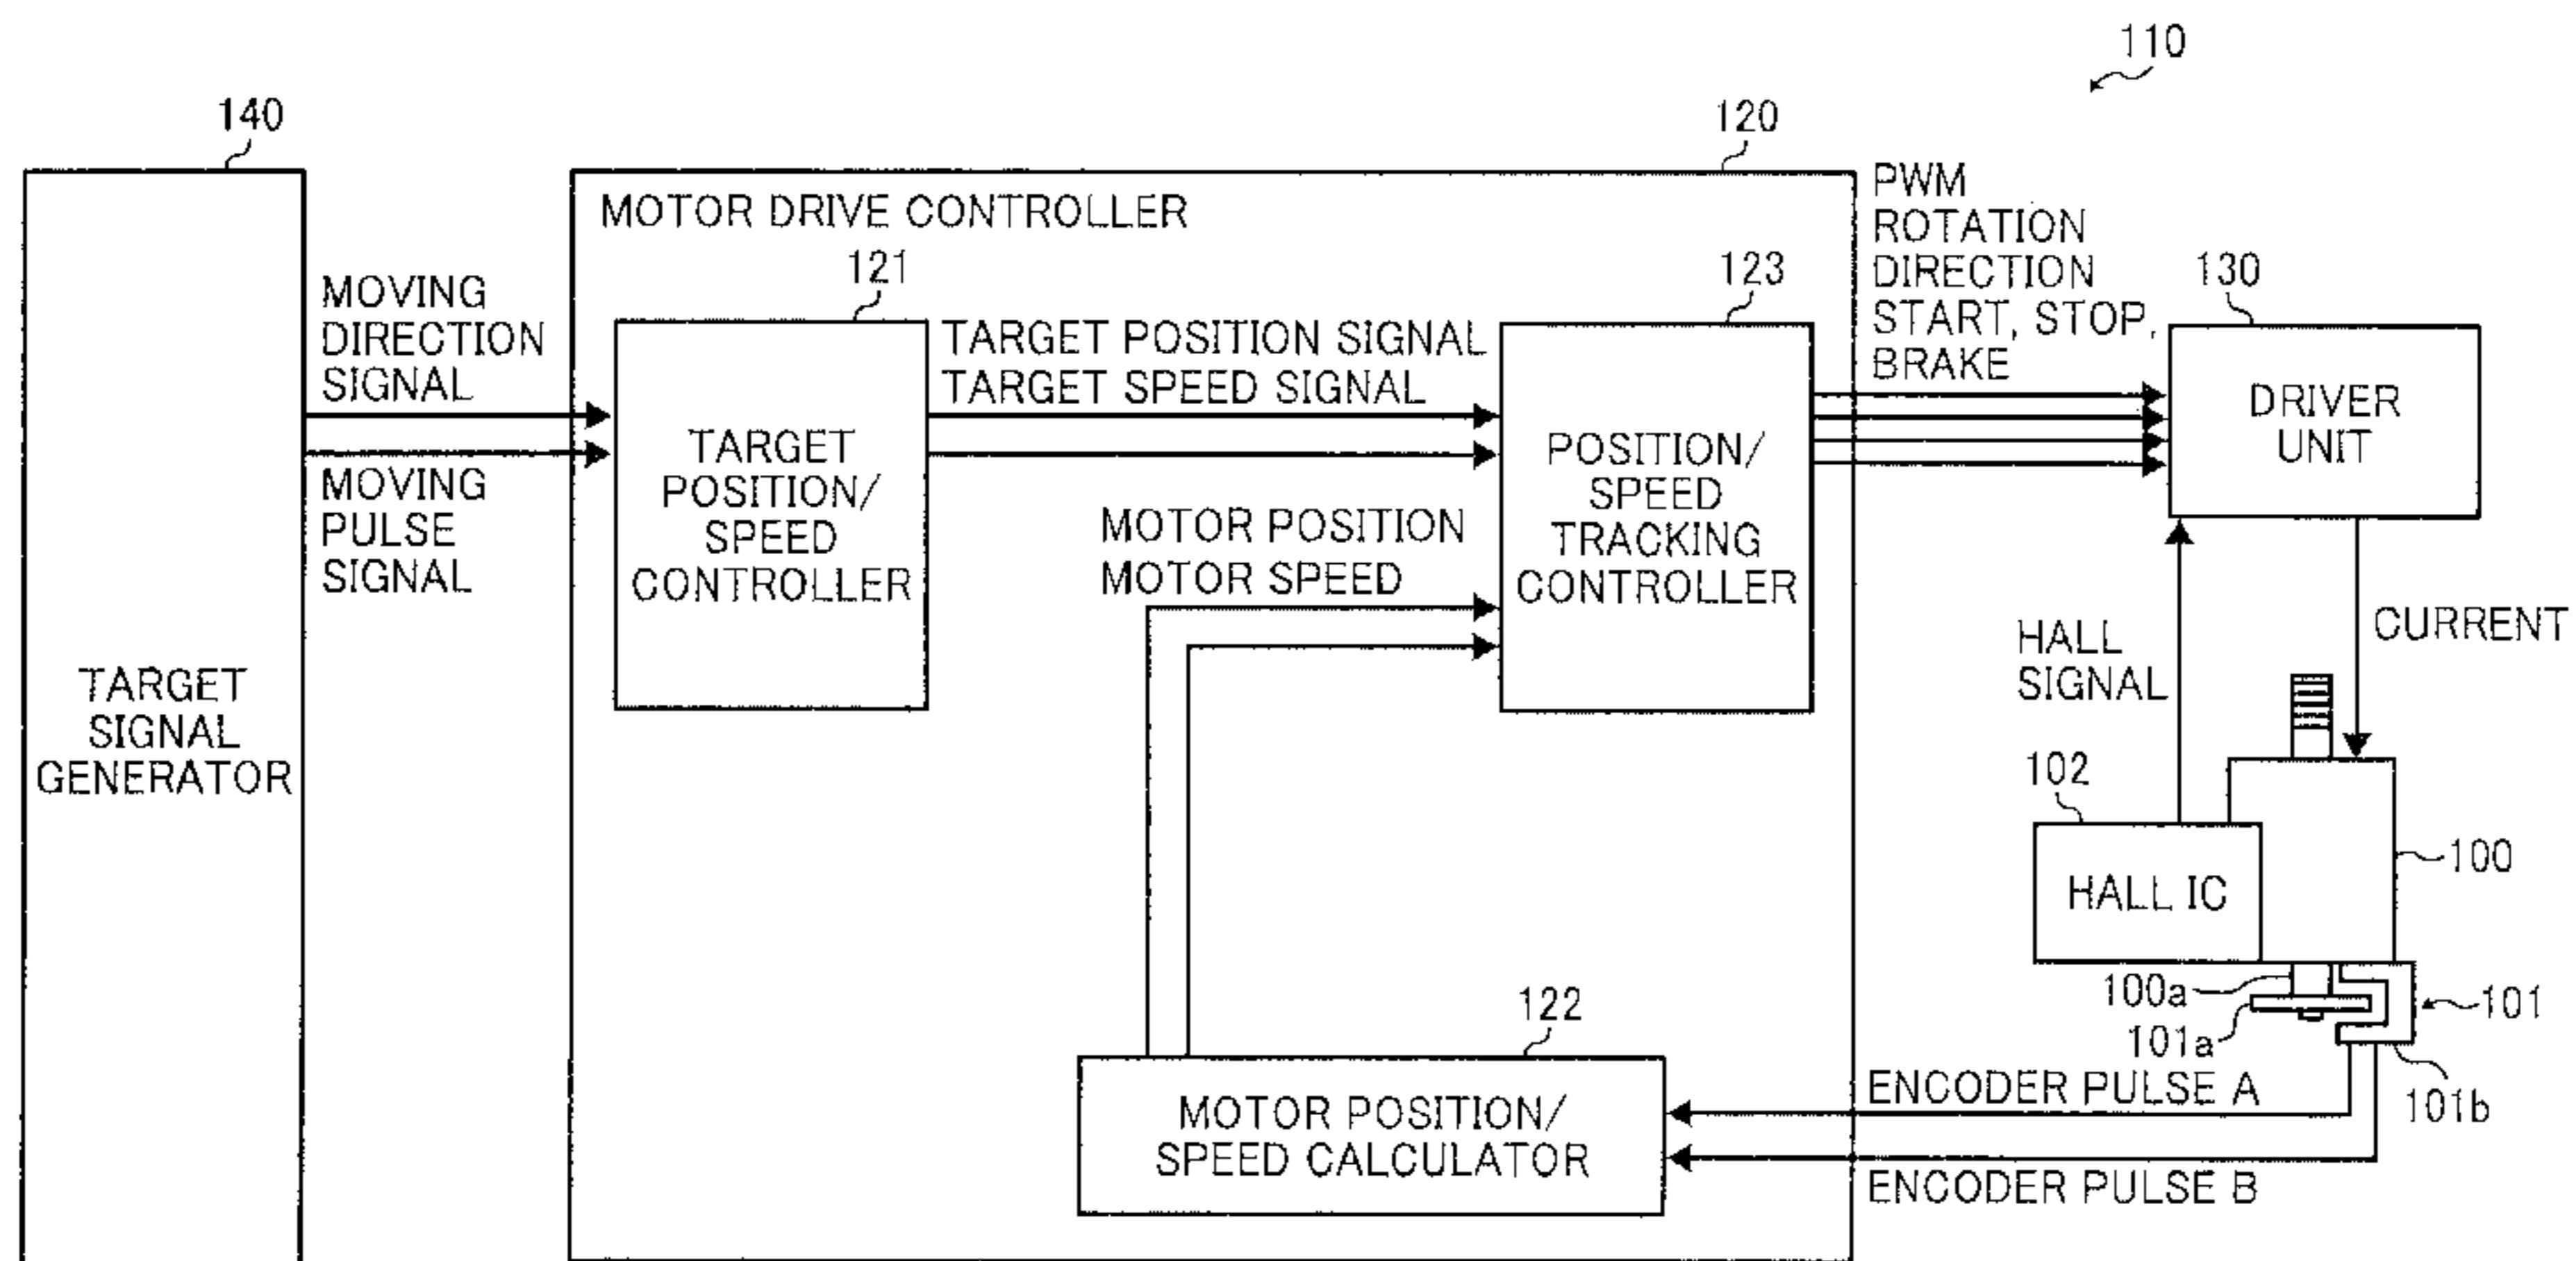 110
140
120
PWM
ROTATION
DIRECTION
START, STOP,
BRAKE
MOTOR DRIVE CONTROLLER
121
123
130
MOVING
DIRECTION
SIGNAL
TARGET POSITION SIGNAL
TARGET SPEED SIGNAL
DRIVER
UNIT
TARGET
POSITION/
SPEED
CONTROLLER
POSITION/
SPEED
TRACKING
CONTROLLER
MOVING
PULSE
SIGNAL
MOTOR POSITION
MOTOR SPEED
HALL
SIGNAL
CURRENT
TARGET
SIGNAL
GENERATOR
102
100
HALL IC
100a
101
101a
101b
122
MOTOR POSITION/
SPEED CALCULATOR
ENCODER PULSE A
ENCODER PULSE B